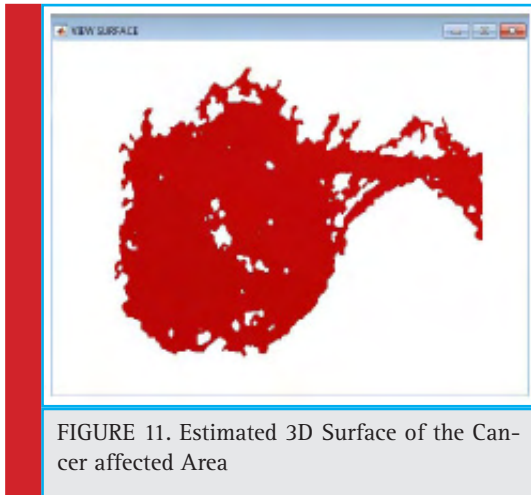 VIEW SURFACE
FIGURE 11. Estimated 3D Surface of the Can-
cer affected Area